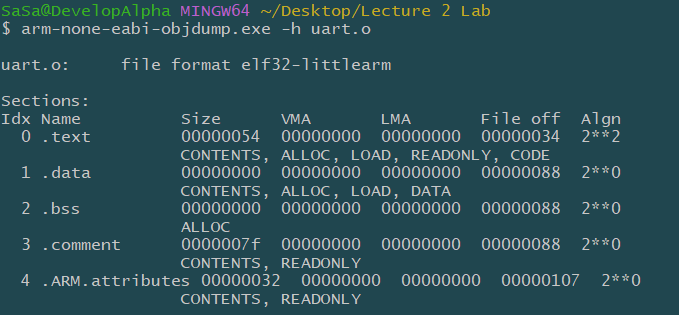 SaSa@DevelopAlpha MINGW64 ~/Desktop/Lecture 2 Lab
$ arm-none-eabi-objdump.exe -h uart.o
uart.o:     file format elf32-littlearm
Sections:
Idx Name          Size      VMA       LMA       File off  Algn
  0 .text         00000054  00000000  00000000  00000034  2**2
                  CONTENTS, ALLOC, LOAD, READONLY, CODE
  1 .data         00000000  00000000  00000000  00000088  2**0
                  CONTENTS, ALLOC, LOAD, DATA
  2 .bss          00000000  00000000  00000000  00000088  2**0
                  ALLOC
  3 .comment      0000007f  00000000  00000000  00000088  2**0
                  CONTENTS, READONLY
  4 .ARM.attributes 00000032  00000000  00000000  00000107  2**0
                  CONTENTS, READONLY